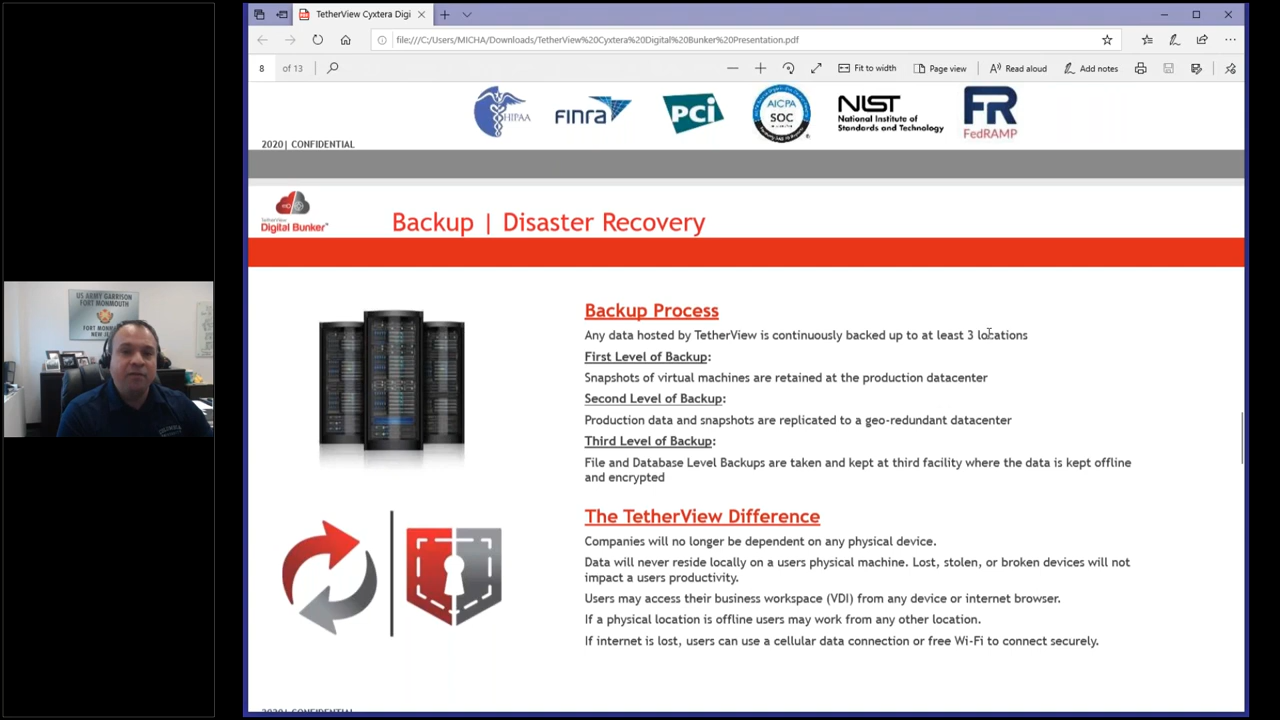 TetherView Cyxtera Digi
file:///C:/Users/MICHA/Downloads/TetherView%20Cyxtera%20Digital%20Bunker%20Presentation.pdf
8 of 13
Fit to width
Page view
Read aloud
Add notes
HIPAA
FINRA
PCI
AICPA
SOC
NIST
National Institute of
Standards and Technology
FR
FedRAMP
2020| CONFIDENTIAL
TetherView
Digital Bunker™
Backup | Disaster Recovery
US ARMY GARRISON
FORT MONMOUTH
Backup Process
Any data hosted by TetherView is continuously backed up to at least 3 locations
First Level of Backup:
Snapshots of virtual machines are retained at the production datacenter
Second Level of Backup:
Production data and snapshots are replicated to a geo-redundant datacenter
Third Level of Backup:
File and Database Level Backups are taken and kept at third facility where the data is kept offline
and encrypted
The TetherView Difference
Companies will no longer be dependent on any physical device.
Data will never reside locally on a users physical machine. Lost, stolen, or broken devices will not
impact a users productivity.
Users may access their business workspace (VDI) from any device or internet browser.
If a physical location is offline users may work from any other location.
If internet is lost, users can use a cellular data connection or free Wi-Fi to connect securely.
2020| CONFIDENTIAL